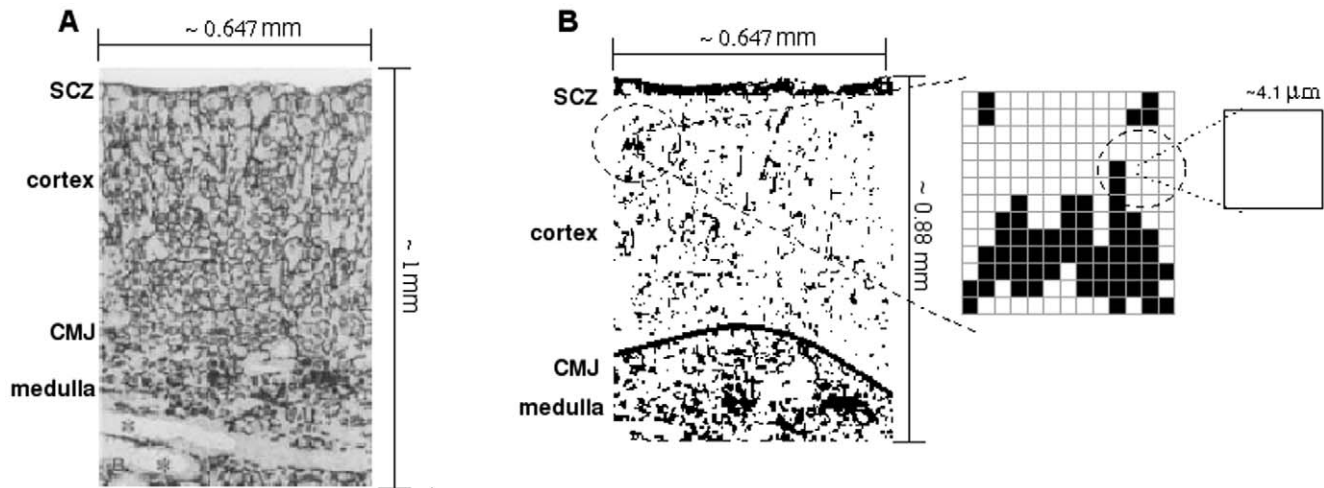 A
~ 0.647 mm
SCZ
cortex
CMJ
medulla
~ 1mm
*
*
B
~ 0.647 mm
SCZ
cortex
CMJ
medulla
~ 0.88 mm
~4.1 µm